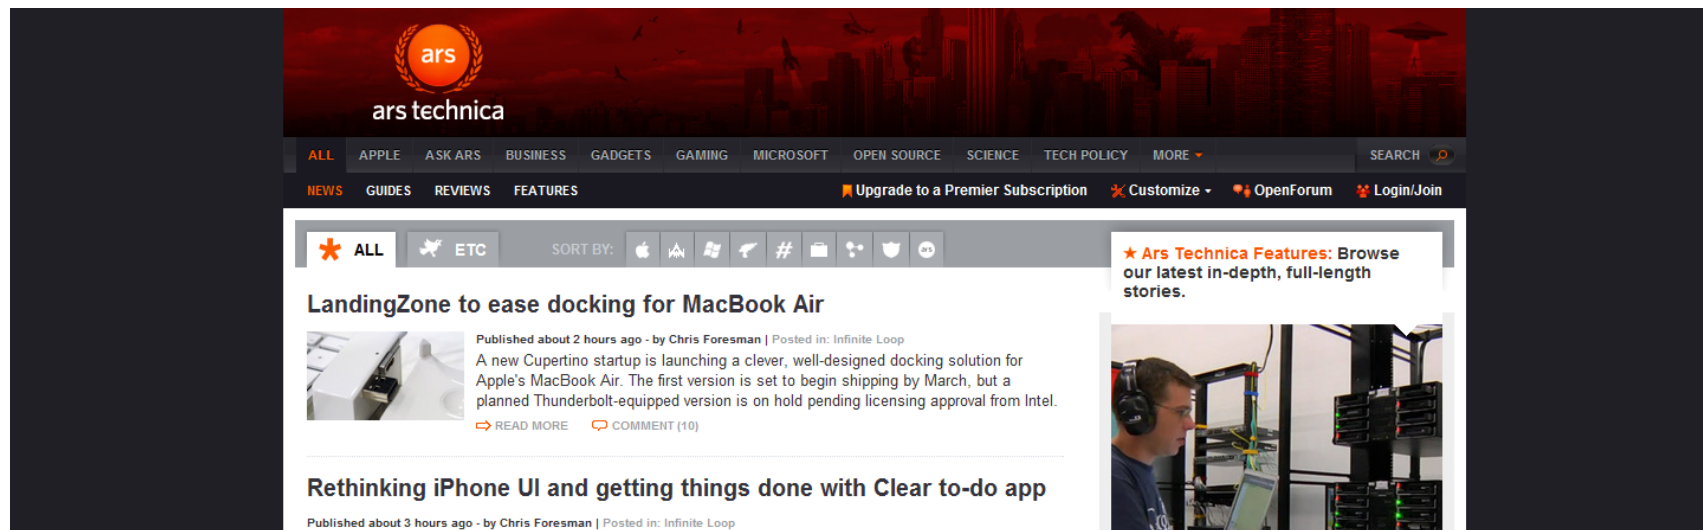 ars
ars technica
ALL APPLE ASK ARS BUSINESS GADGETS GAMING MICROSOFT OPEN SOURCE SCIENCE TECH POLICY MORE SEARCH
NEWS GUIDES REVIEWS FEATURES Upgrade to a Premier Subscription Customize OpenForum Login/Join
ALL ETC SORT BY: # ars
★ Ars Technica Features: Browse
our latest in-depth, full-length
stories.
LandingZone to ease docking for MacBook Air
Published about 2 hours ago - by Chris Foresman | Posted in: Infinite Loop
A new Cupertino startup is launching a clever, well-designed docking solution for
Apple's MacBook Air. The first version is set to begin shipping by March, but a
planned Thunderbolt-equipped version is on hold pending licensing approval from Intel.
READ MORE COMMENT (10)
Rethinking iPhone UI and getting things done with Clear to-do app
Published about 3 hours ago - by Chris Foresman | Posted in: Infinite Loop